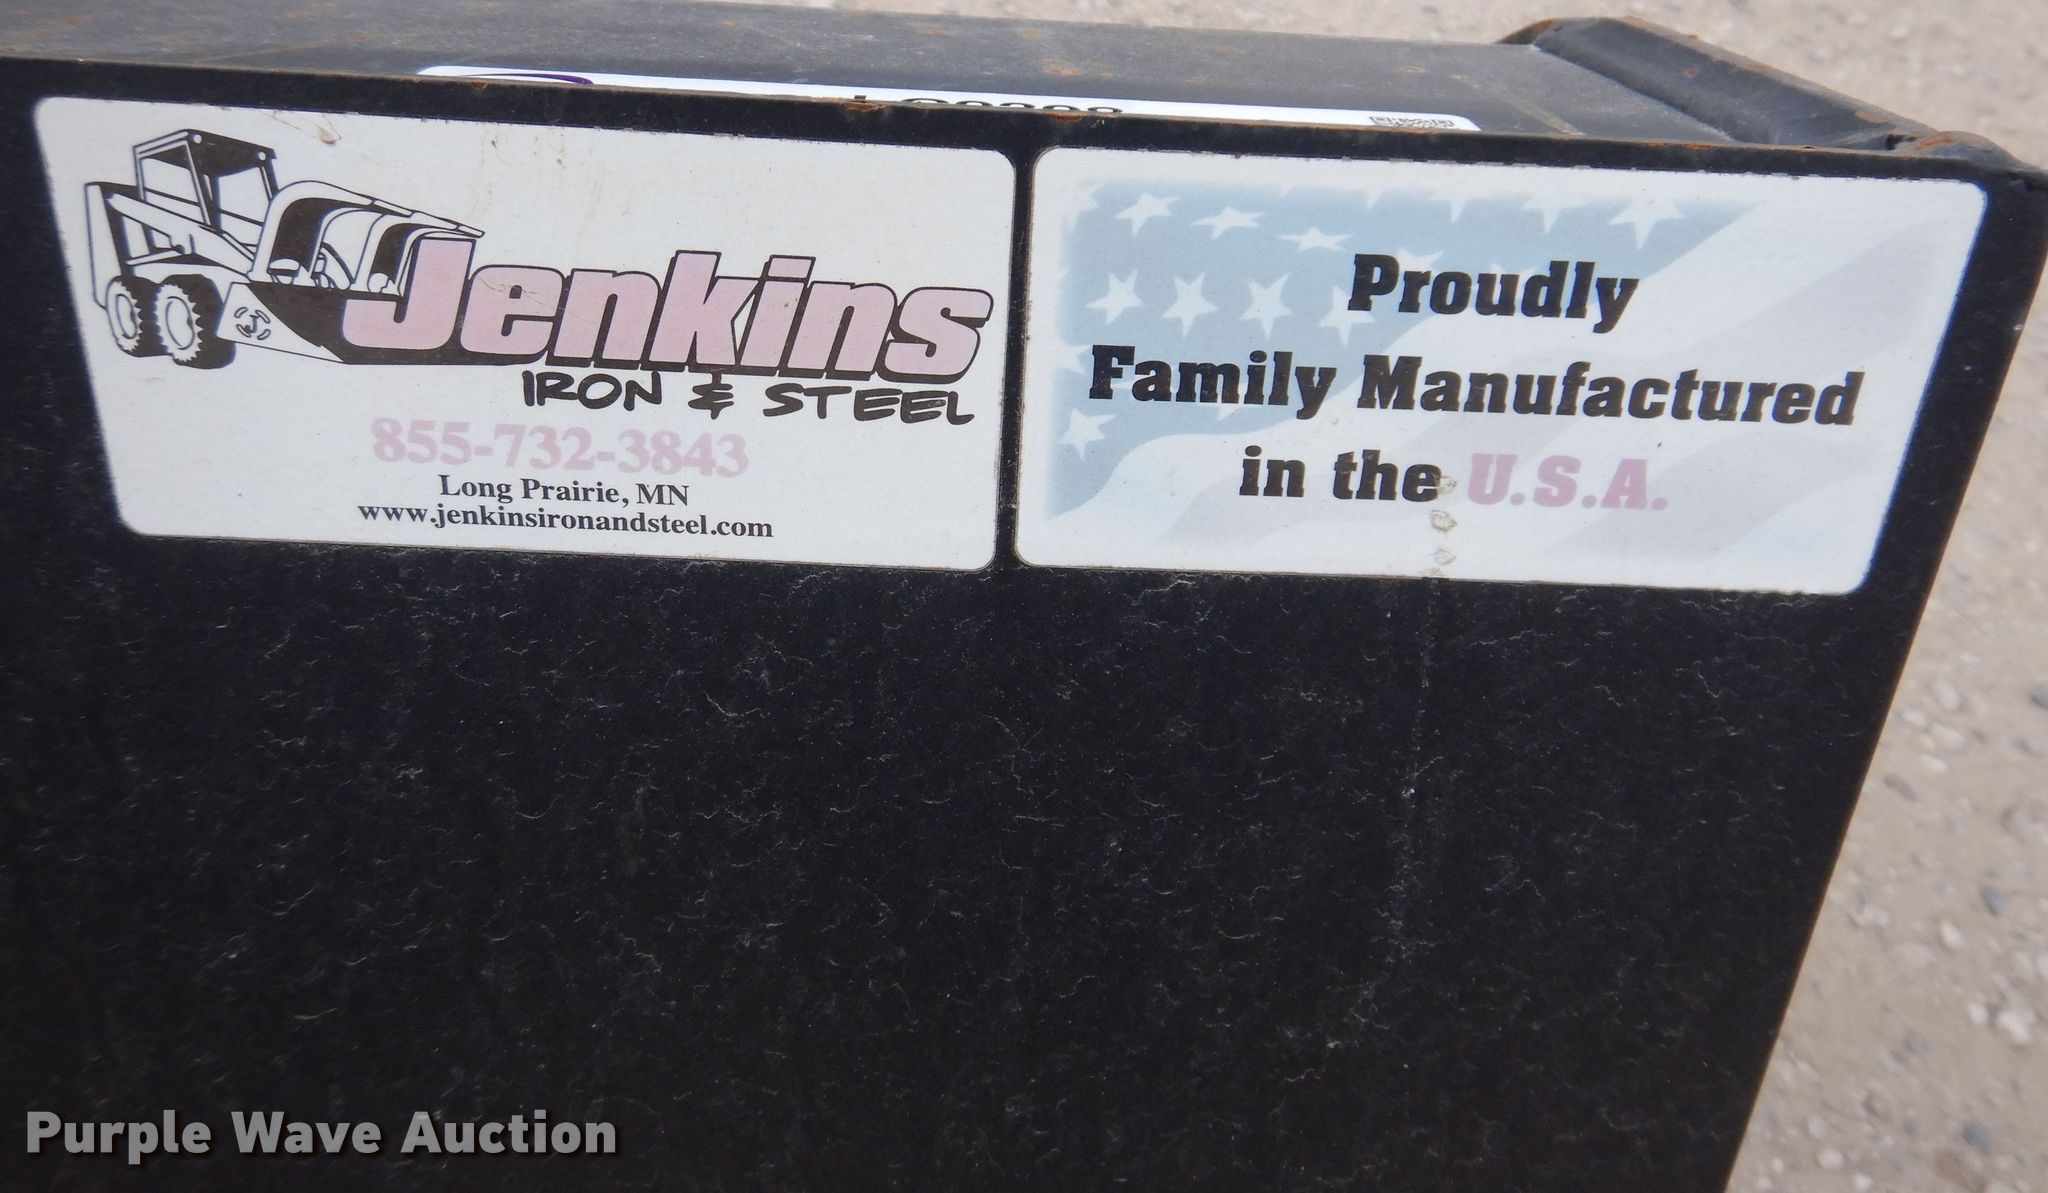 Jenkins
IRON & STEEL
855-732-3843
Long Prairie, MN
www.jenkinsironandsteel.com
Proudly
Family Manufactured
in the U.S.A.
Purple Wave Auction